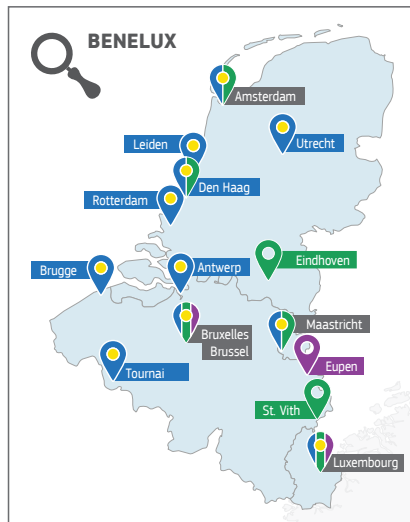 BENELUX
Amsterdam
Leiden
Utrecht
Den Haag
Rotterdam
Eindhoven
Brugge
Antwerp
Bruxelles
Brussel
Maastricht
Tournai
Eupen
St. Vith
Luxembourg